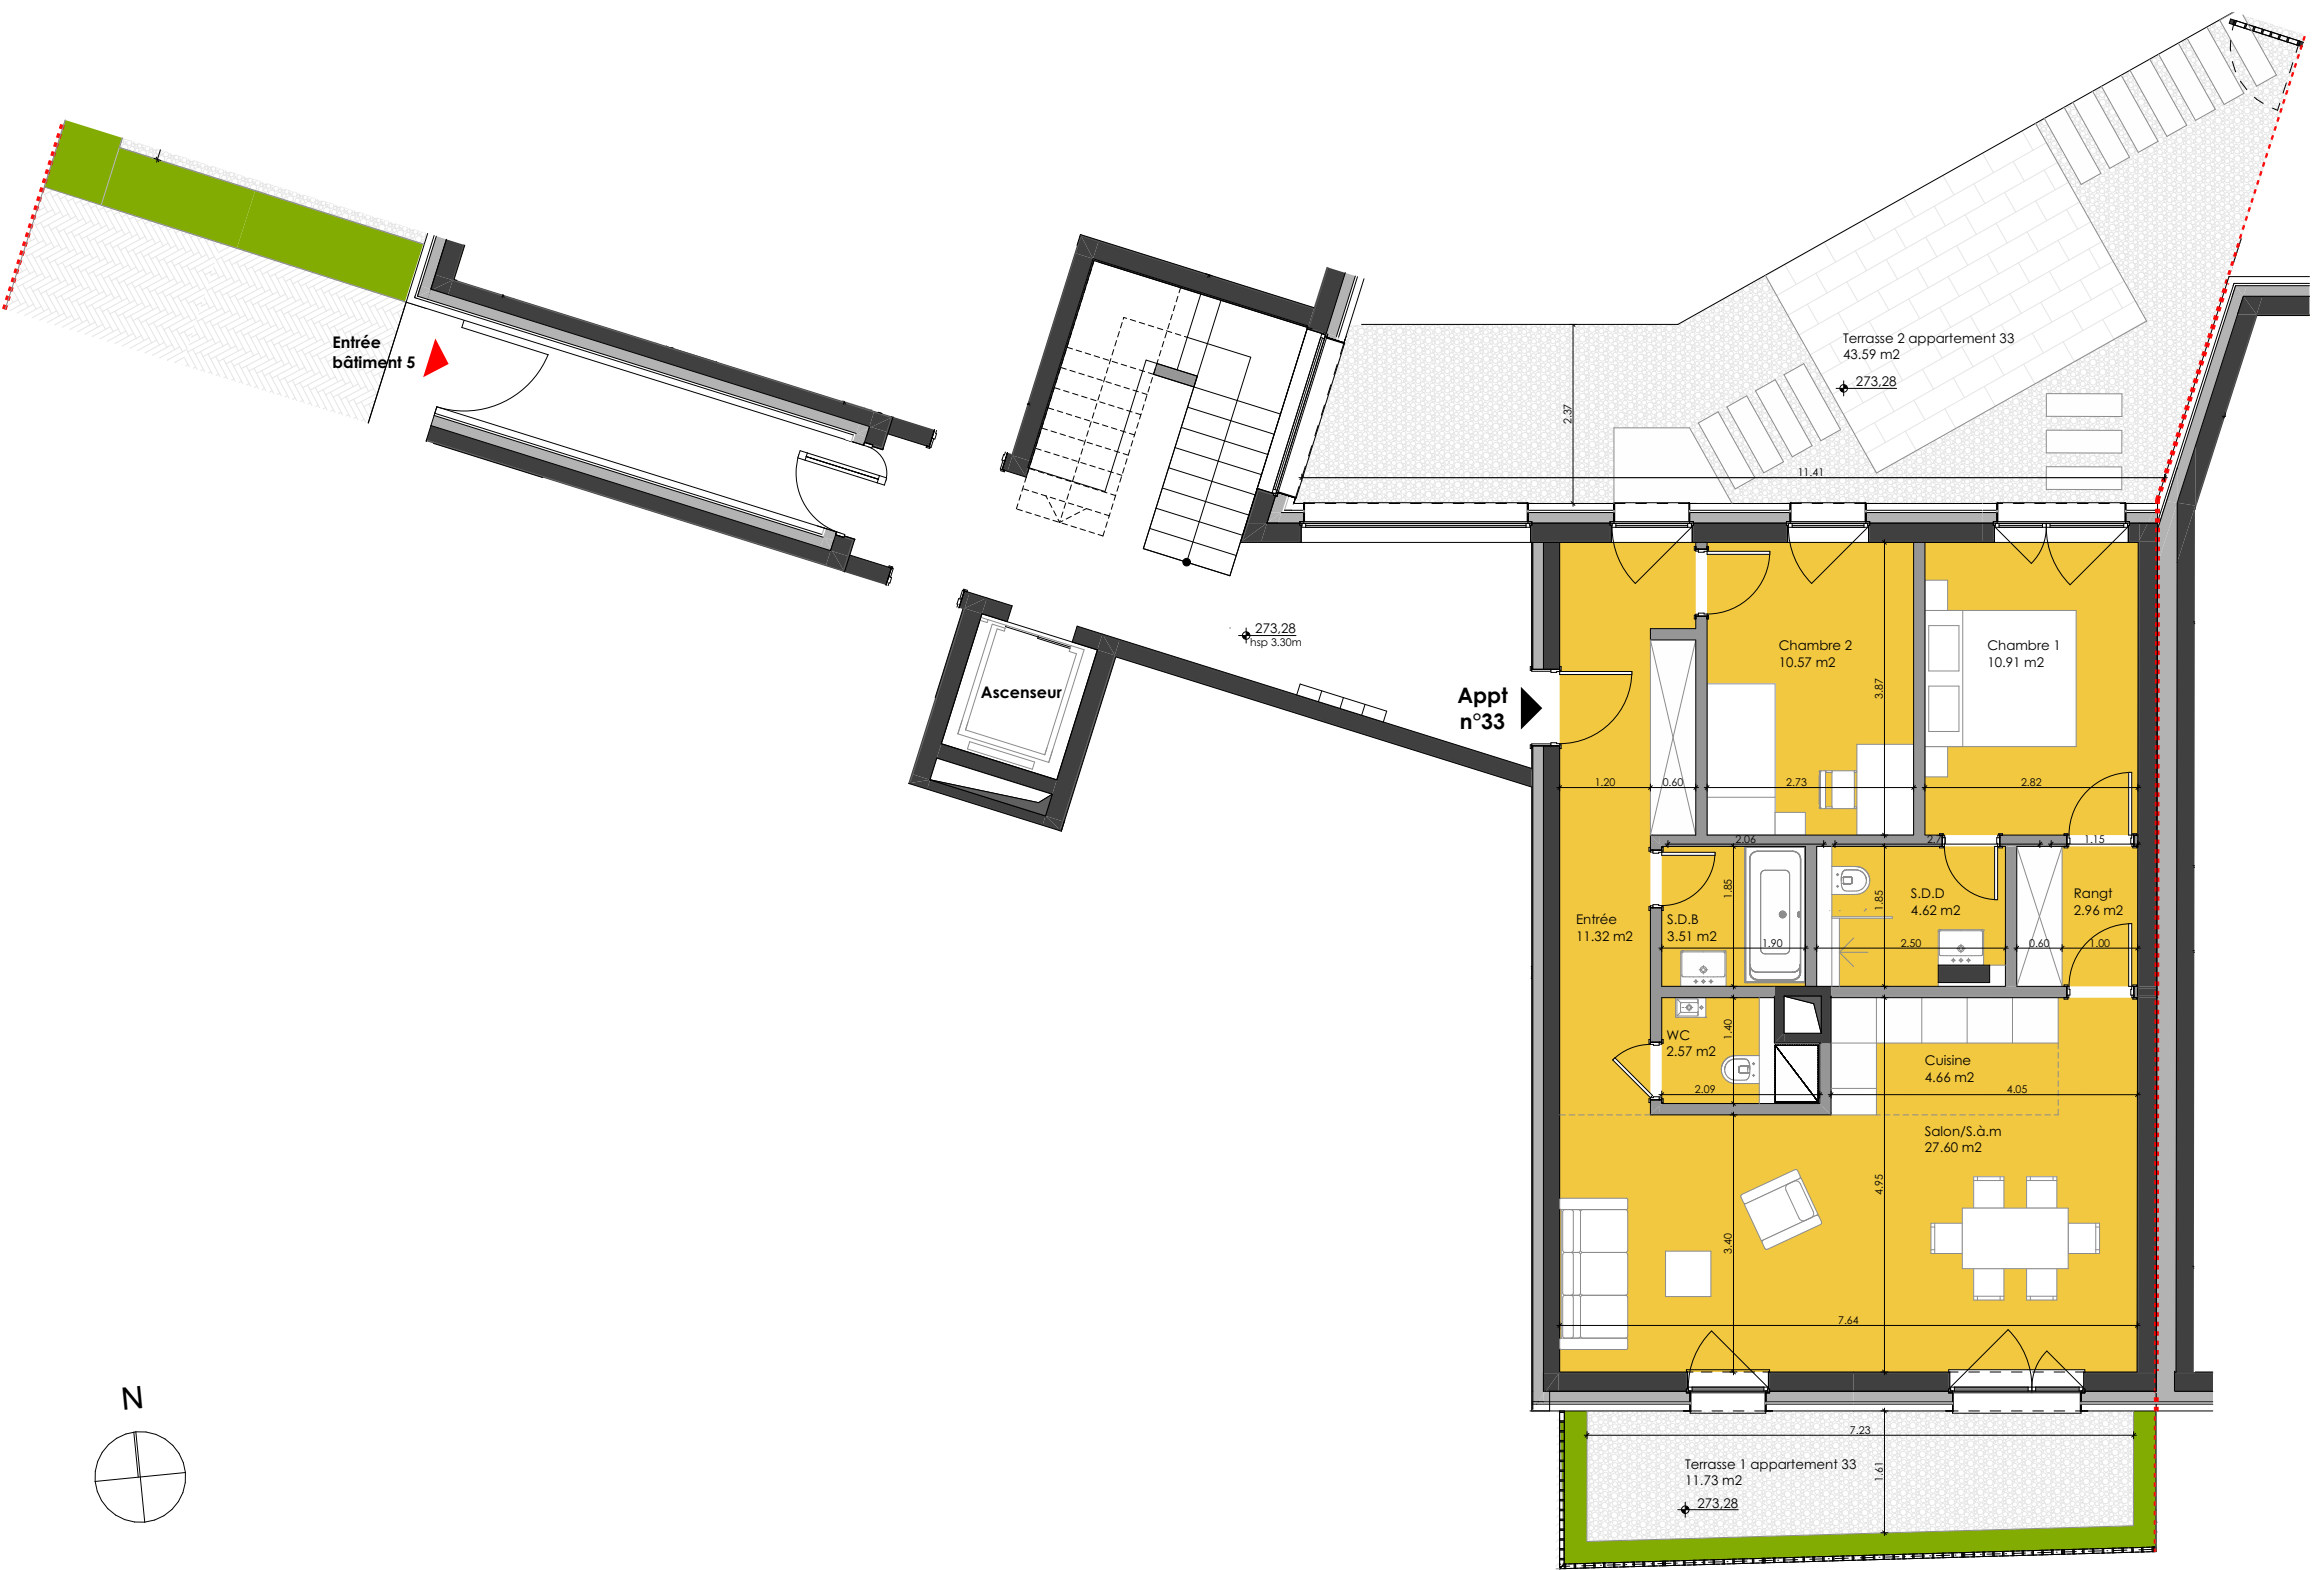 Entrée
bâtiment 5
Terrasse 2 appartement 33
43.59 m2
273,28
2.37
11.41
273,28
hsp 3.30m
Ascenseur
Appt
n°33
Chambre 2
10.57 m2
Chambre 1
10.91 m2
3.87
1.20
0.60
2.73
2.82
2.06
1.15
1.85
1.85
S.D.D
4.62 m2
Rangt
2.96 m2
Entrée
11.32 m2
S.D.B
3.51 m2
1.90
2.50
0.60
1.00
WC
2.57 m2
1.40
2.09
Cuisine
4.66 m2
4.05
Salon/S.à.m
27.60 m2
4.95
3.40
7.64
N
7.23
Terrasse 1 appartement 33
11.73 m2
1.61
273,28